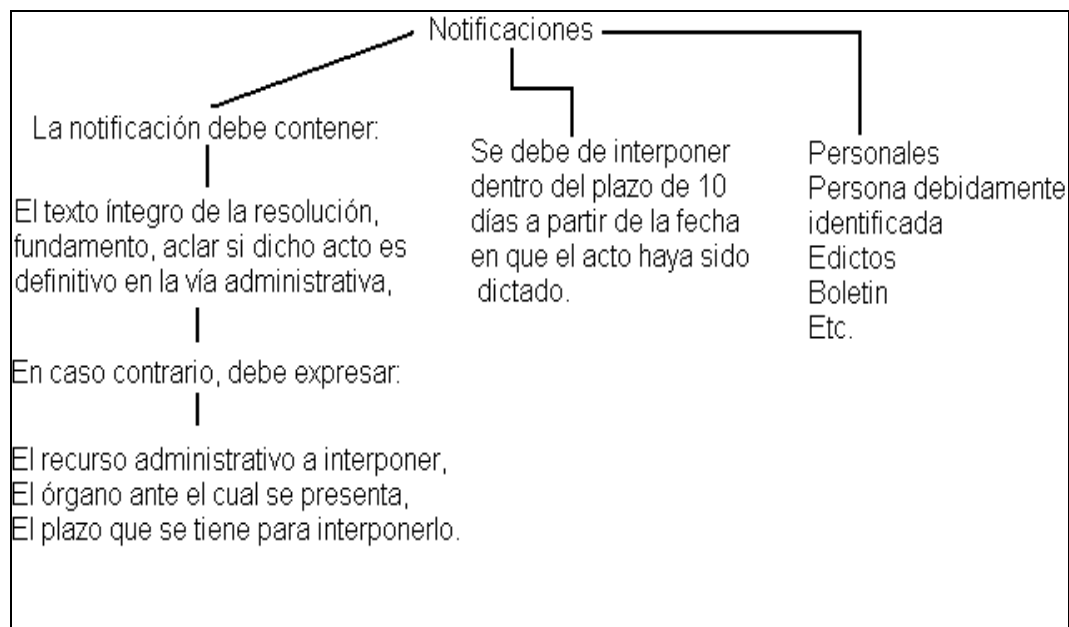 Notificaciones
La notificación debe contener:
El texto íntegro de la resolución,
fundamento, aclar si dicho acto es
definitivo en la vía administrativa,
En caso contrario, debe expresar:
El recurso administrativo a interponer,
El órgano ante el cual se presenta,
El plazo que se tiene para interponerlo.
Se debe de interponer
dentro del plazo de 10
días a partir de la fecha
en que el acto haya sido
dictado.
Personales
Persona debidamente
identificada
Edictos
Boletin
Etc.